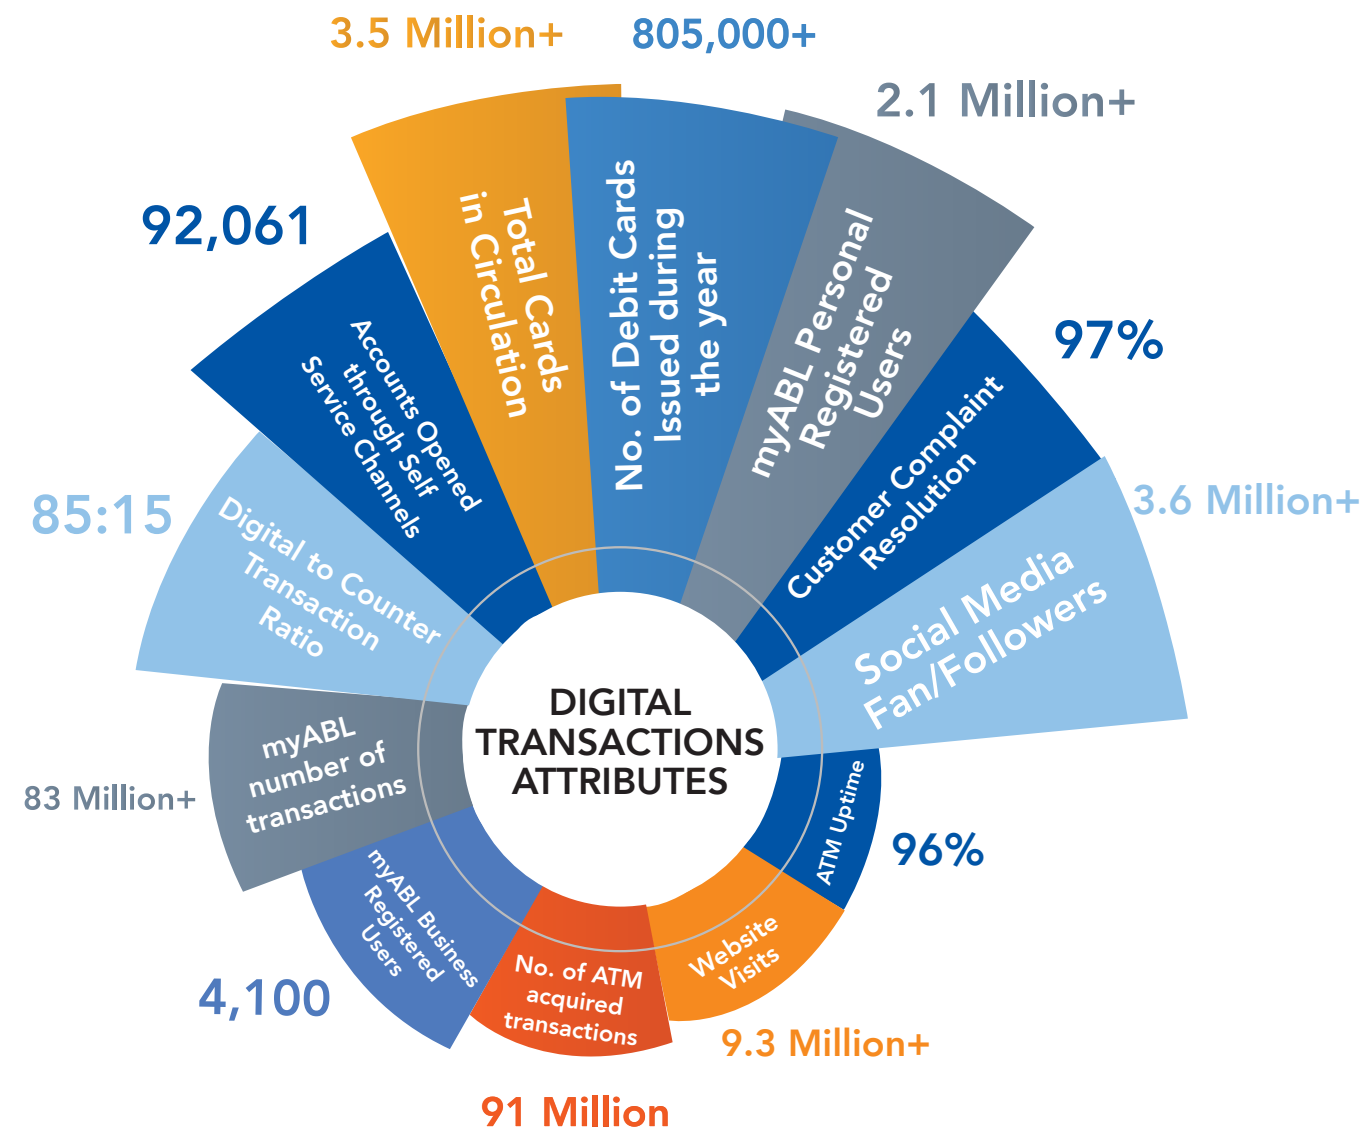 3.5 Million+
805,000+
2.1 Million+
92,061
97%
85:15
3.6 Million+
83 Million+
96%
4,100
9.3 Million+
91 Million
Total Cards
in Circulation
No. of Debit Cards
Issued during
the year
myABL Personal
Registered
Users
Customer Complaint
Resolution
Social Media
Fan/Followers
ATM Uptime
Website
Visits
No. of ATM
acquired
transactions
myABL Business
Registered
Users
myABL
number of
transactions
Digital to Counter
Transaction
Ratio
Accounts Opened
through Self
Service Channels
DIGITAL
TRANSACTIONS
ATTRIBUTES